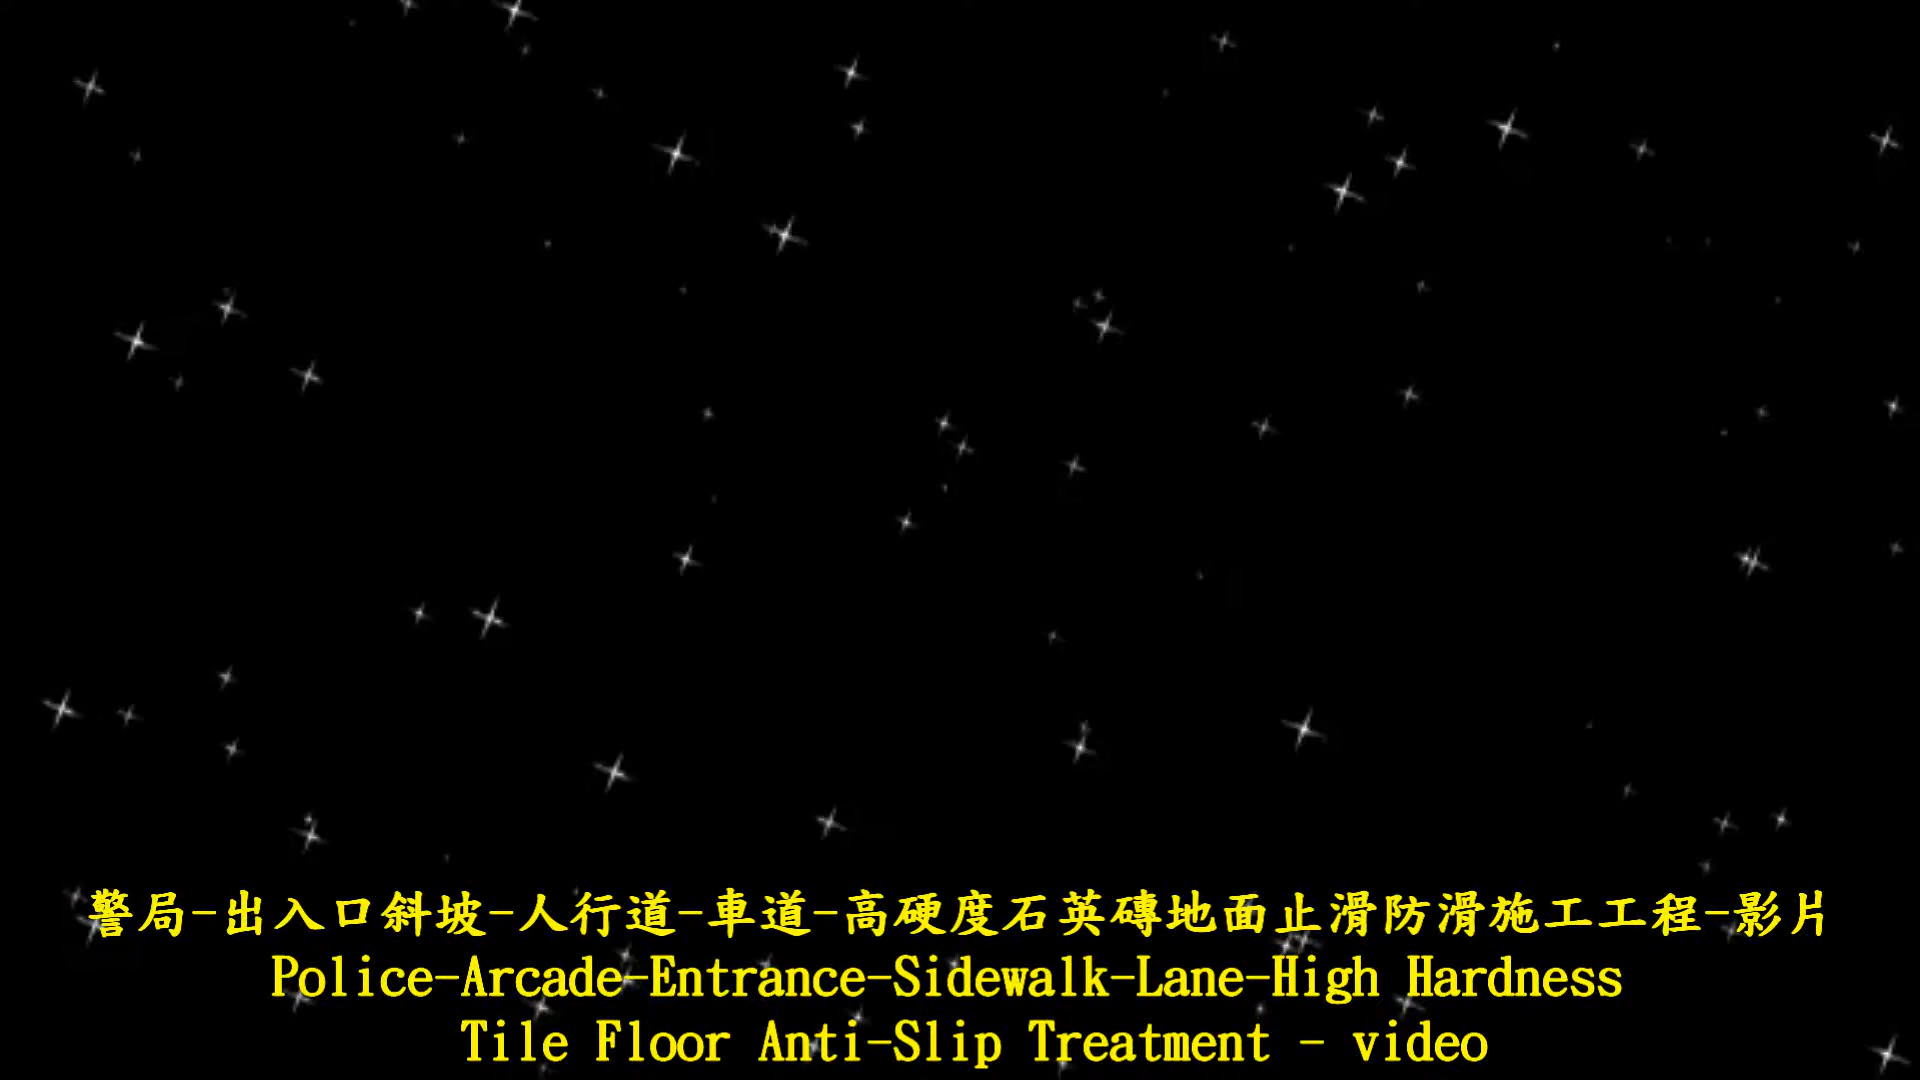 警局-出入口斜坡-人行道-車道-高硬度石英磚地面止滑防滑施工工程-影片
Police-Arcade-Entrance-Sidewalk-Lane-High Hardness
Tile Floor Anti-Slip Treatment - video